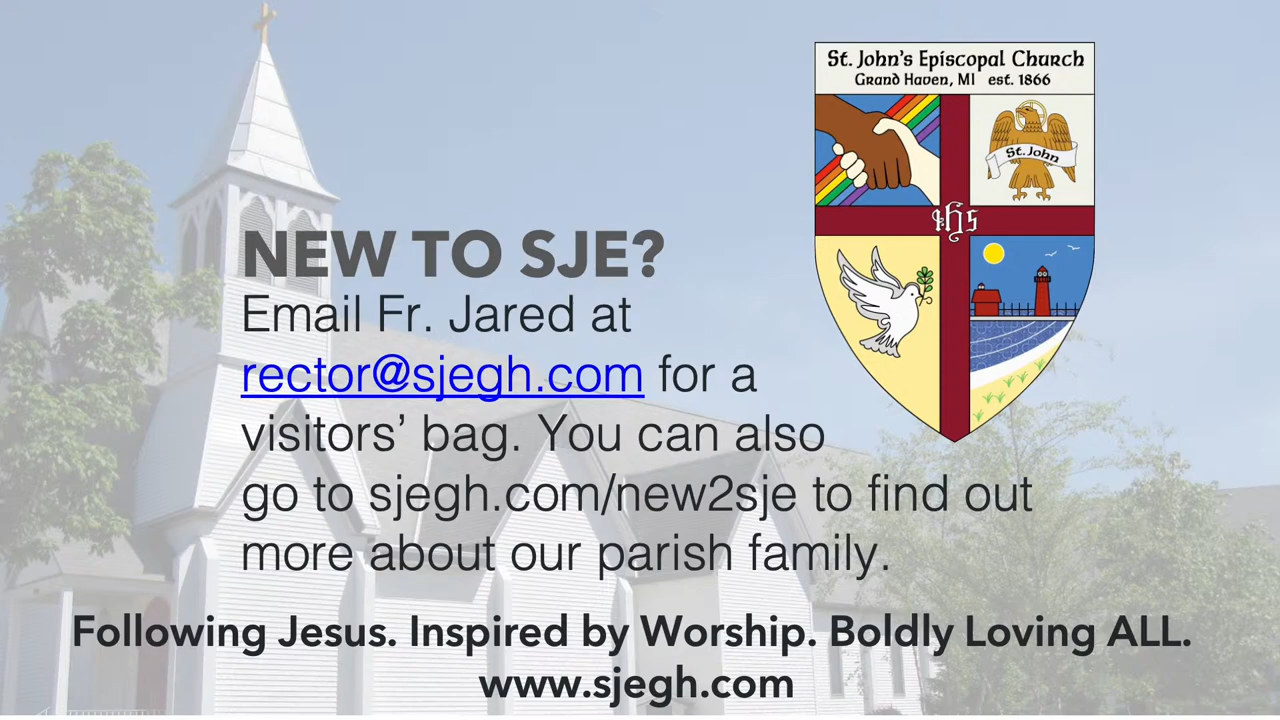 St. John's Episcopal Church
Grand Haven, MI est. 1866
St. John
ihs
NEW TO SJE?
Email Fr. Jared at
rector@sjegh.com for a
visitors’ bag. You can also
go to sjegh.com/new2sje to find out
more about our parish family.
Following Jesus. Inspired by Worship. Boldly Loving ALL.
www.sjegh.com